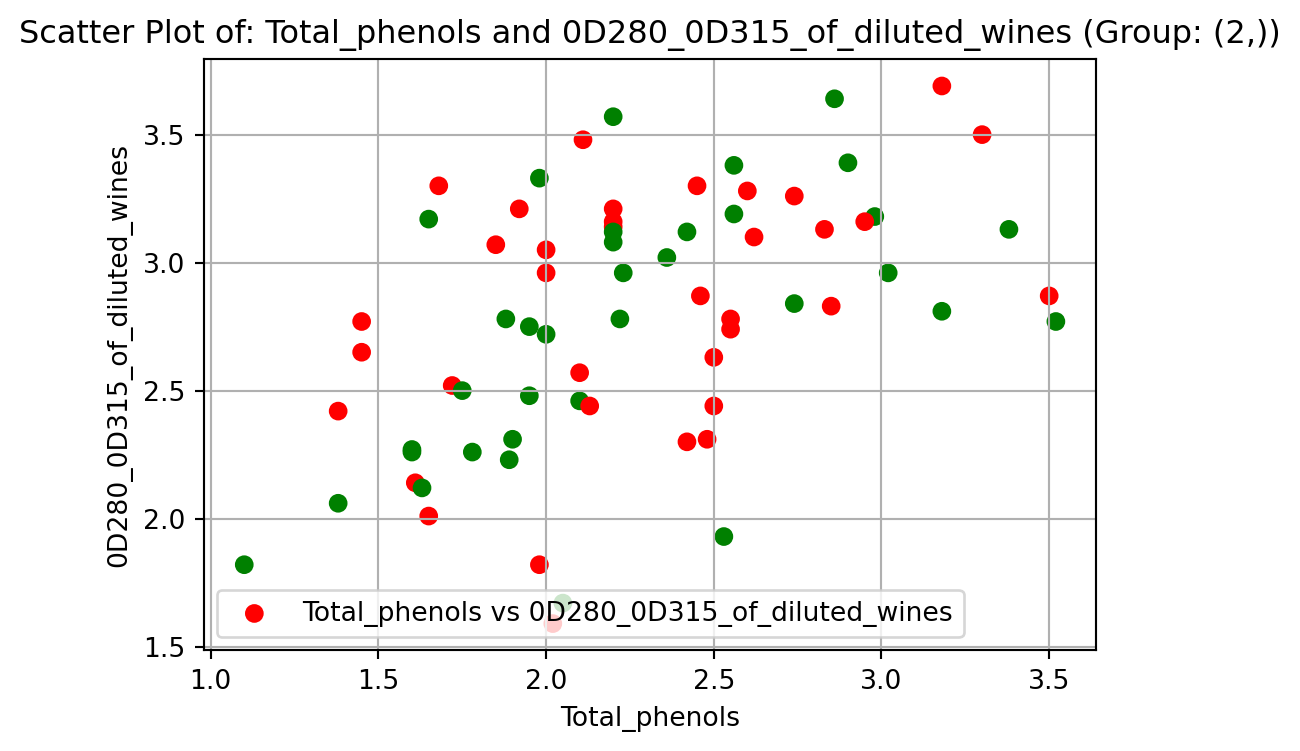 Scatter Plot of: Total_phenols and 0D280_0D315_of_diluted_wines (Group: (2,))
0D280_0D315_of_diluted_wines
3.5
3.0
2.5
2.0
1.5
Total_phenols vs 0D280_0D315_of_diluted_wines
1.0 1.5 2.0 2.5 3.0 3.5
Total_phenols